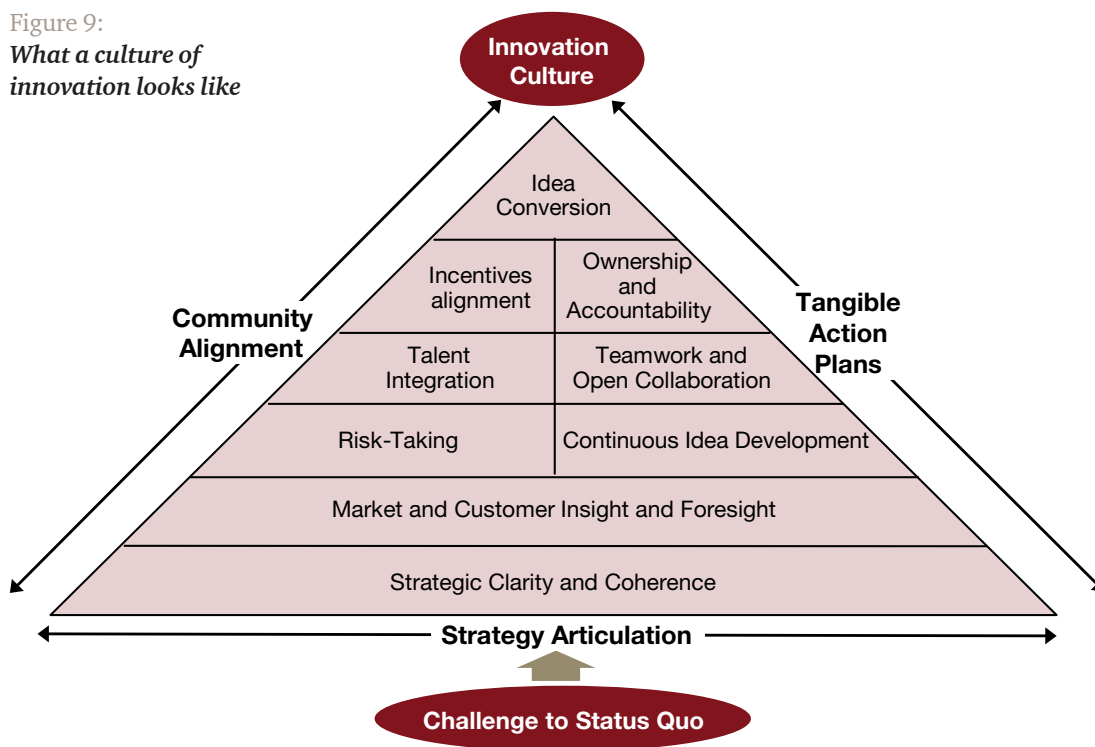 Figure 9:
What a culture of
innovation looks like
Innovation
Culture
Idea
Conversion
Incentives
alignment
Ownership
and
Accountability
Community
Alignment
Tangible
Action
Plans
Talent
Integration
Teamwork and
Open Collaboration
Risk-Taking
Continuous Idea Development
Market and Customer Insight and Foresight
Strategic Clarity and Coherence
Strategy Articulation
Challenge to Status Quo